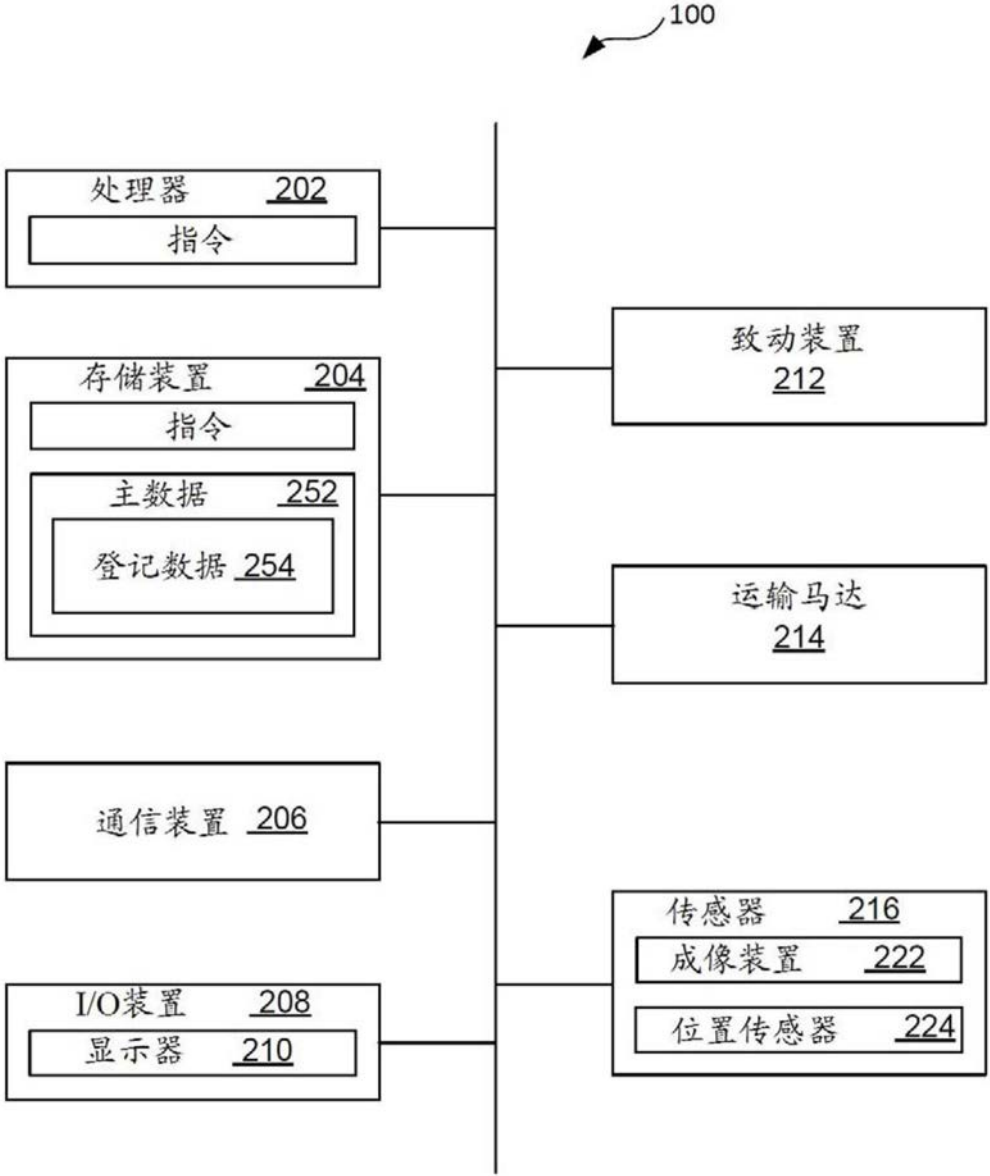 100
处理器 202
指令
存储装置 204
指令
主数据 252
登记数据 254
通信装置 206
I/O装置 208
显示器 210
致动装置
212
运输马达
214
传感器 216
成像装置 222
位置传感器 224